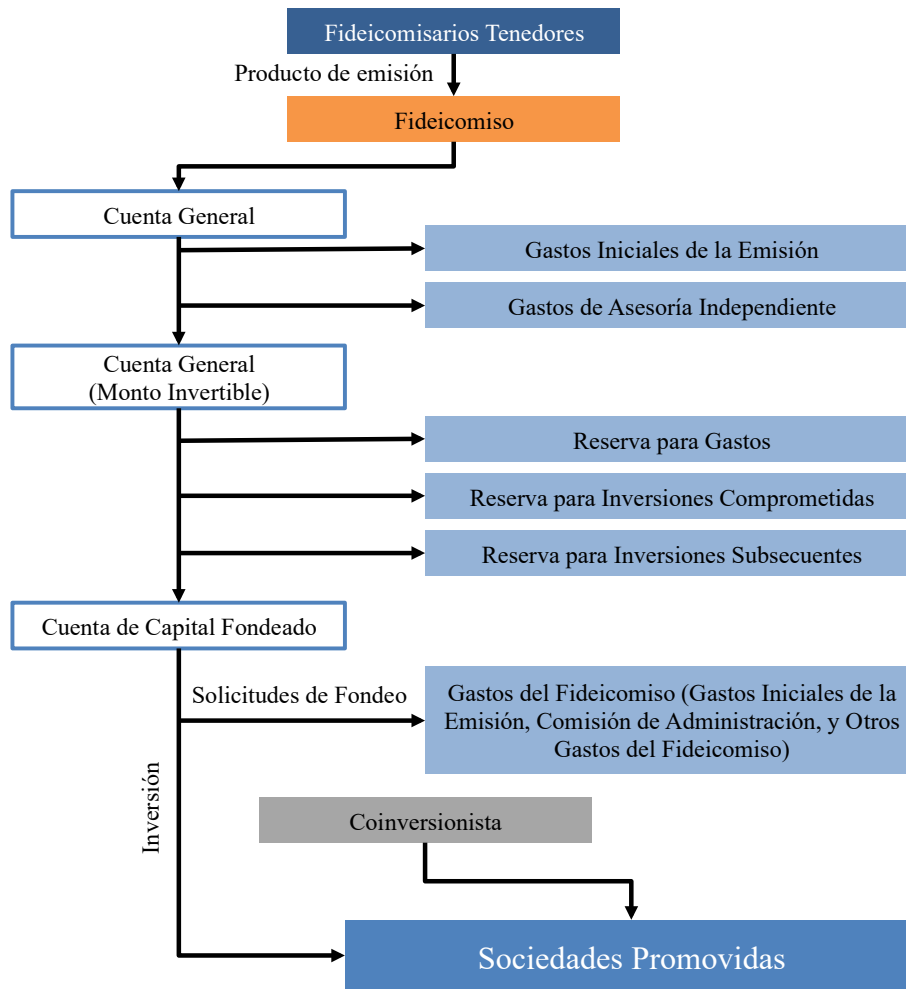 Fideicomisarios Tenedores
Producto de emisión
Fideicomiso
Cuenta General
Gastos Iniciales de la Emisión
Gastos de Asesoría Independiente
Cuenta General
(Monto Invertible)
Reserva para Gastos
Reserva para Inversiones Comprometidas
Reserva para Inversiones Subsecuentes
Cuenta de Capital Fondeado
Solicitudes de Fondeo
Gastos del Fideicomiso (Gastos Iniciales de la
Emisión, Comisión de Administración, y Otros
Gastos del Fideicomiso)
Inversión
Coinversionista
Sociedades Promovidas